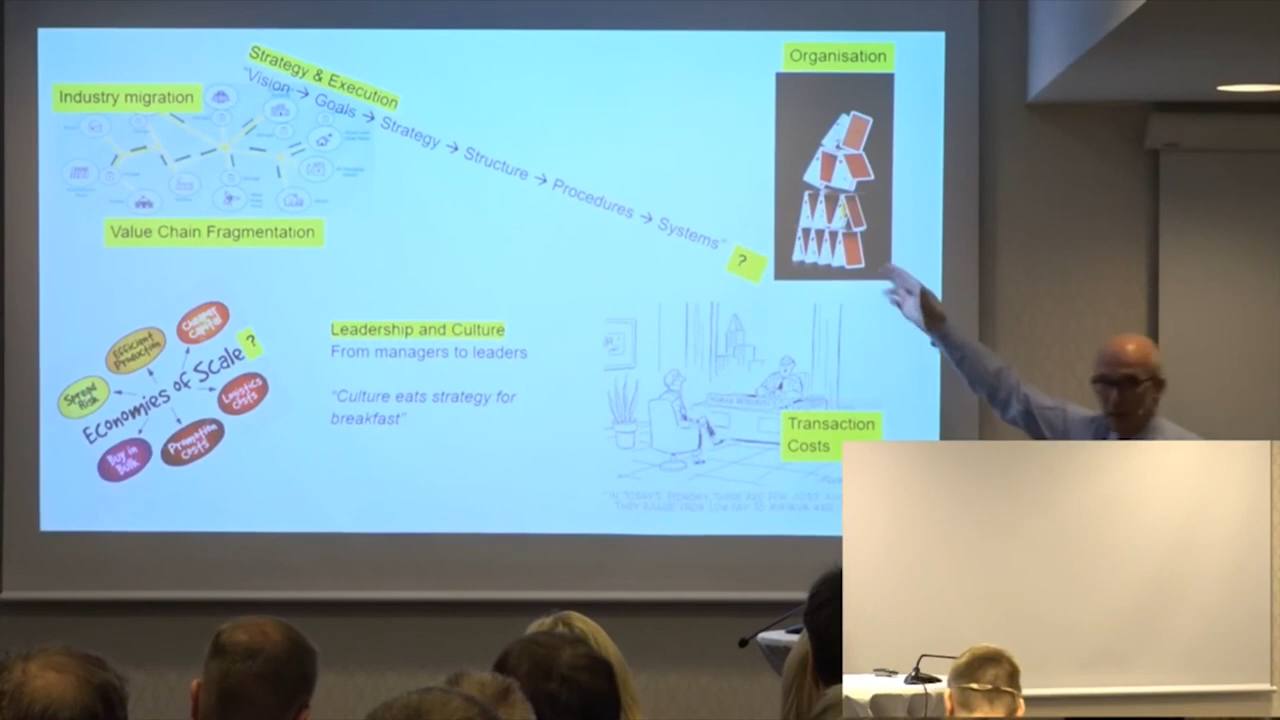 Strategy & Execution
Organisation
"Vision → Goals → Strategy → Structure → Procedures → Systems"
?
Industry migration
Value Chain Fragmentation
Cheaper Capital
Efficient Production
Economies of Scale
?
Spread Risk
Logistics Costs
Promotion Costs
Buy in Bulk
Leadership and Culture
From managers to leaders
"Culture eats strategy for
breakfast"
Transaction
Costs